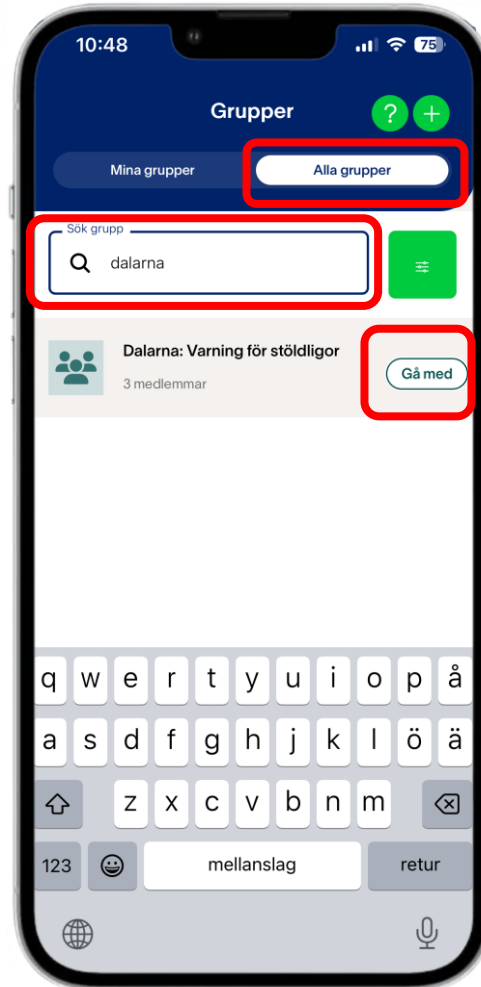 10:48
75
Grupper
? +
Mina grupper
Alla grupper
Sök grupp
dalarna
Dalarna: Varning för stöldligor
3 medlemmar
Gå med
q w e r t y u i o p å
a s d f g h j k l ö ä
z x c v b n m
123
mellanslag
retur